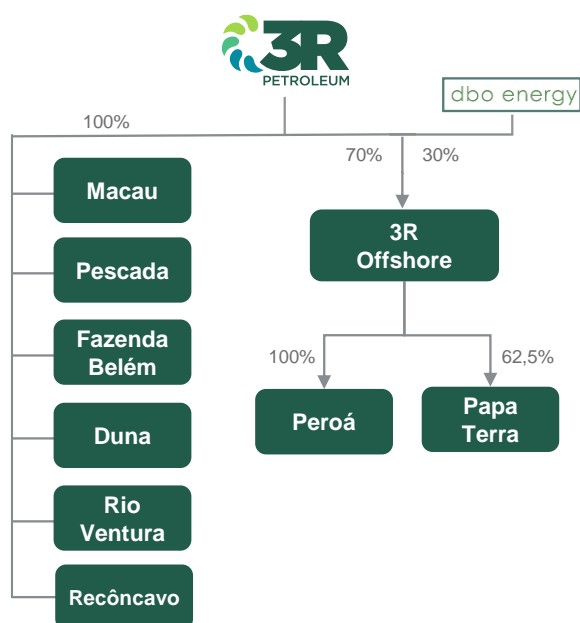 3R
PETROLEUM
dbo energy
100%
70%
30%
Macau
3R
Offshore
Pescada
Fazenda
Belém
100%
62,5%
Peroá
Papa
Terra
Duna
Rio
Ventura
Recôncavo